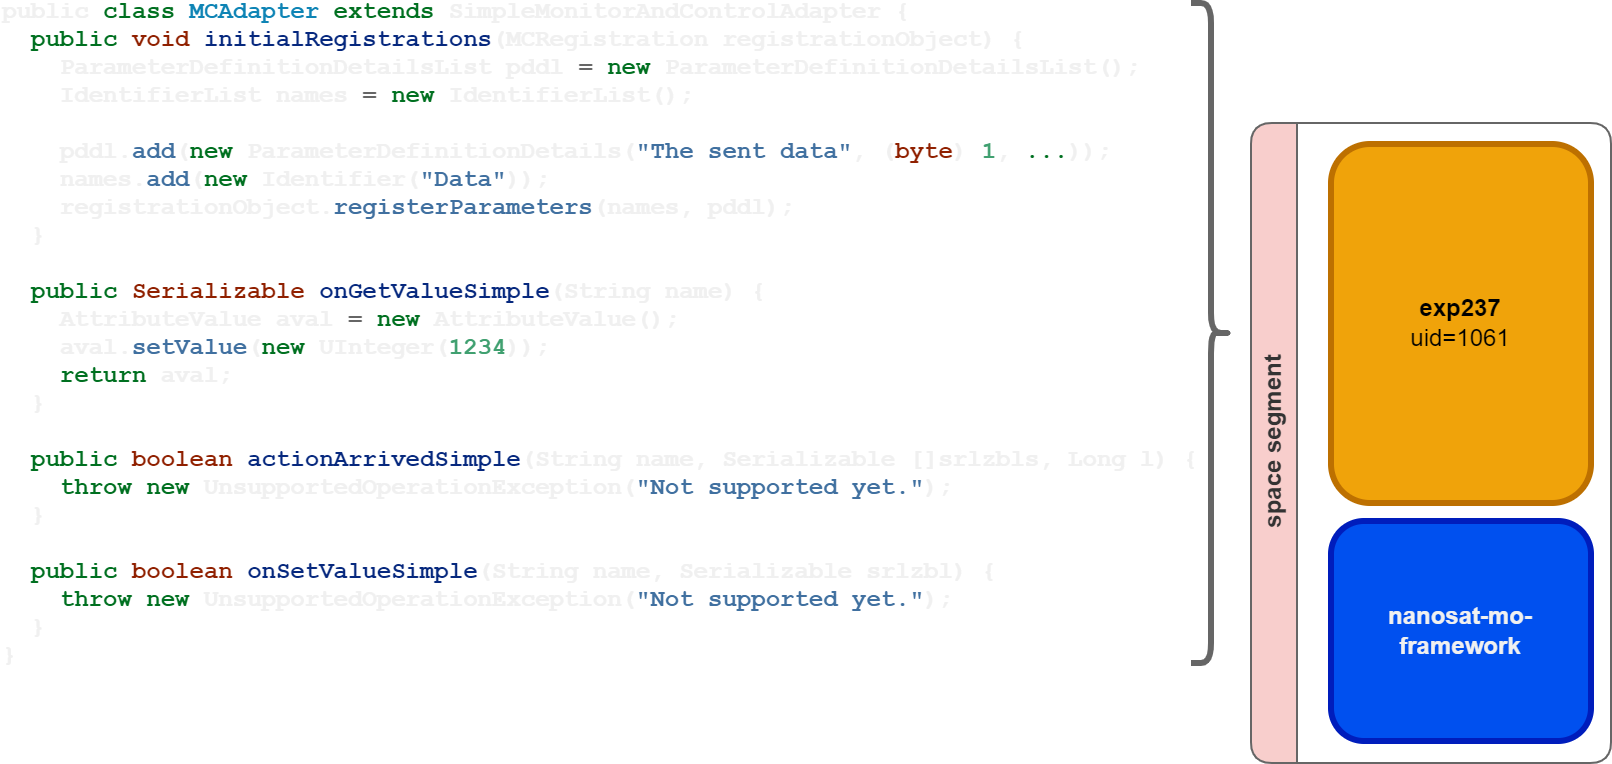 public class MCAdapter extends SimpleMonitorAndControlAdapter {
public void initialRegistrations(MCRegistration registrationObject) {
ParameterDefinitionDetailsList pddl = new ParameterDefinitionDetailsList();
IdentifierList names = new IdentifierList();
pddl.add(new ParameterDefinitionDetails("The sent data", (byte) 1, ...));
names.add(new Identifier("Data"));
registrationObject.registerParameters(names, pddl);
}
public Serializable onGetValueSimple(String name) {
AttributeValue aval = new AttributeValue();
aval.setValue(new UInteger(1234));
return aval;
}
public boolean actionArrivedSimple(String name, Serializable []srlzbls, Long l) {
throw new UnsupportedOperationException("Not supported yet.");
}
public boolean onSetValueSimple(String name, Serializable srlzbl) {
throw new UnsupportedOperationException("Not supported yet.");
}
}
space segment
exp237
uid=1061
nanosat-mo-
framework